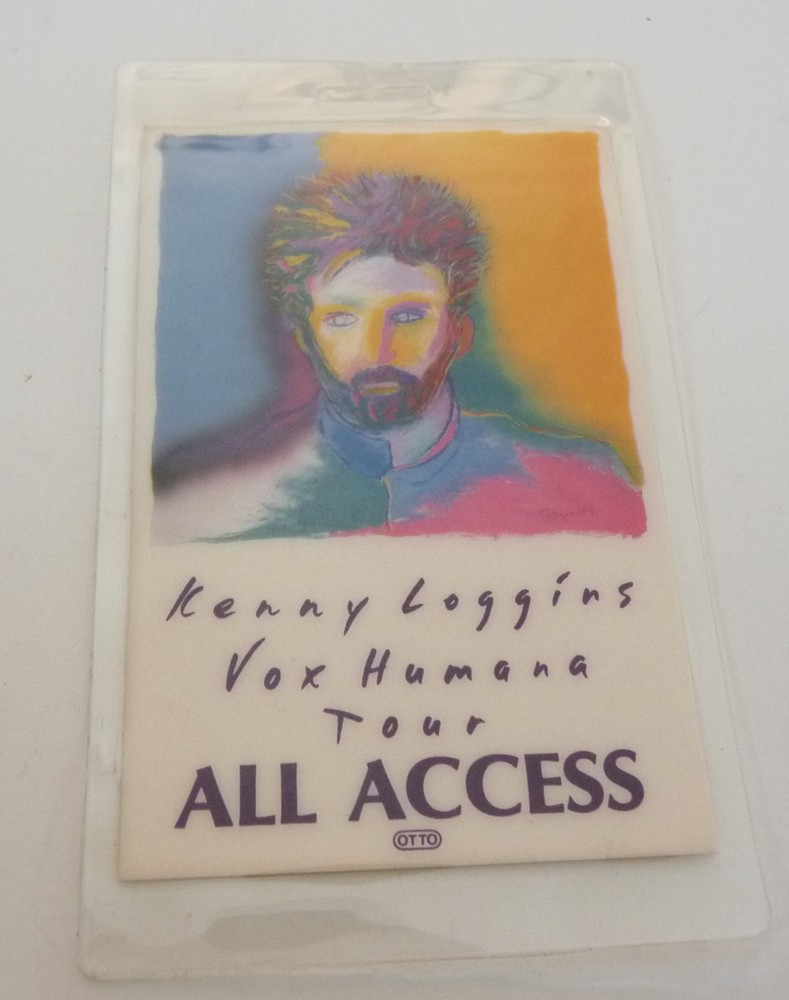 Kenny Loggins
Vox Humana
Tour
ALL ACCESS
OTTO